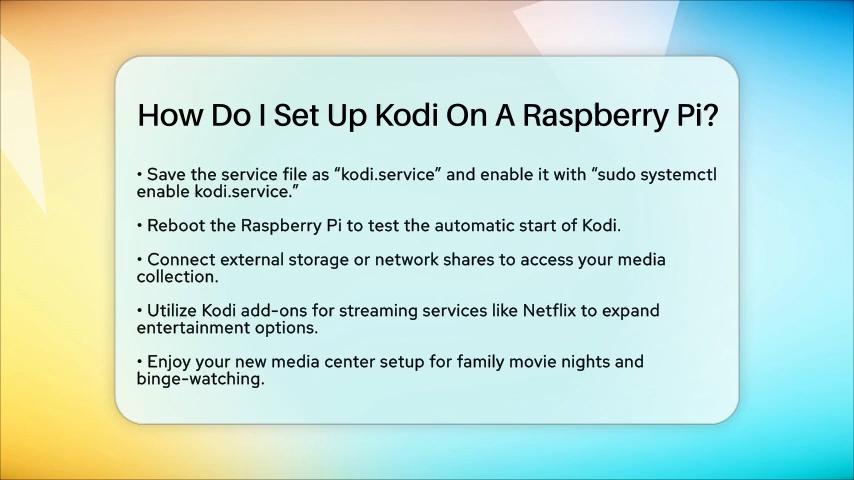 How Do I Set Up Kodi On A Raspberry Pi?
• Save the service file as “kodi.service” and enable it with “sudo systemctl
enable kodi.service.”
• Reboot the Raspberry Pi to test the automatic start of Kodi.
• Connect external storage or network shares to access your media
collection.
• Utilize Kodi add-ons for streaming services like Netflix to expand
entertainment options.
• Enjoy your new media center setup for family movie nights and
binge-watching.